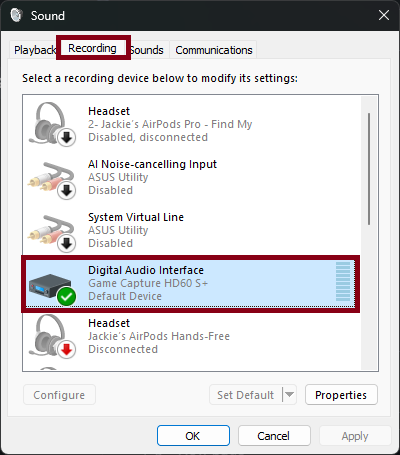 Sound
Playback Recording Sounds Communications
Select a recording device below to modify its settings:
Headset
2- Jackie's AirPods Pro - Find My
Disabled, disconnected
AI Noise-cancelling Input
ASUS Utility
Disabled
System Virtual Line
ASUS Utility
Disabled
Digital Audio Interface
Game Capture HD60 S+
Default Device
Headset
Jackie's AirPods Hands-Free
Disconnected
Configure Set Default Properties
OK Cancel Apply